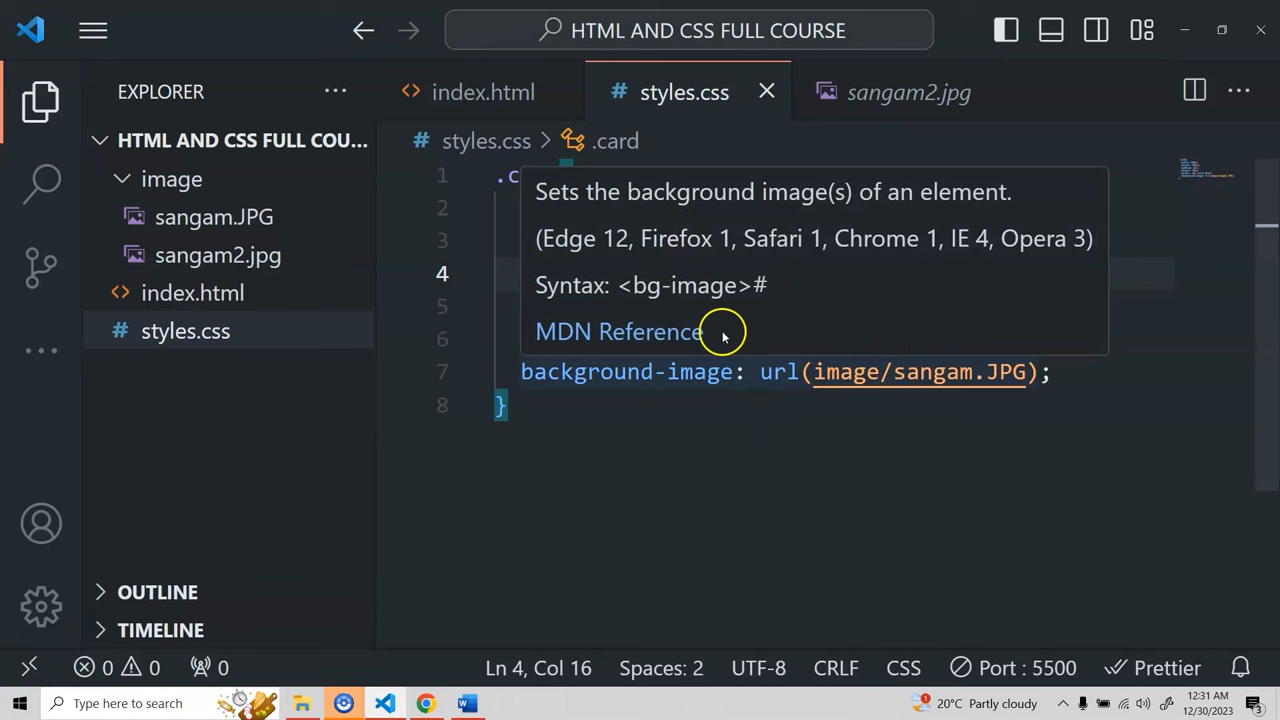 HTML AND CSS FULL COURSE
EXPLORER
HTML AND CSS FULL COU...
image
sangam.JPG
sangam2.jpg
index.html
styles.css
OUTLINE
TIMELINE
index.html
# styles.css
sangam2.jpg
# styles.css > .card
1 .c
2
3
4
5
6
7 background-image: url(image/sangam.JPG);
8 }
Sets the background image(s) of an element.
(Edge 12, Firefox 1, Safari 1, Chrome 1, IE 4, Opera 3)
Syntax: <bg-image>#
MDN Reference
0 0 0 Ln 4, Col 16 Spaces: 2 UTF-8 CRLF CSS Port : 5500 Prettier
Type here to search 20°C Partly cloudy 12:31 AM
12/30/2023